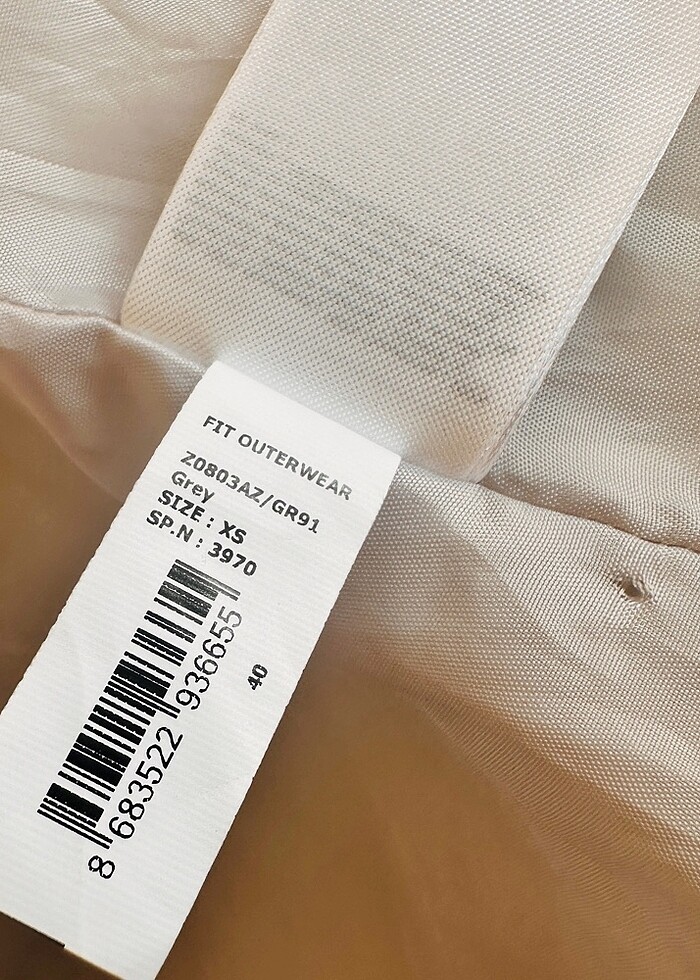 FIT OUTERWEAR
Z0803AZ/GR91
Grey
SIZE : XS
SP.N : 3970
8 683522 936655
40